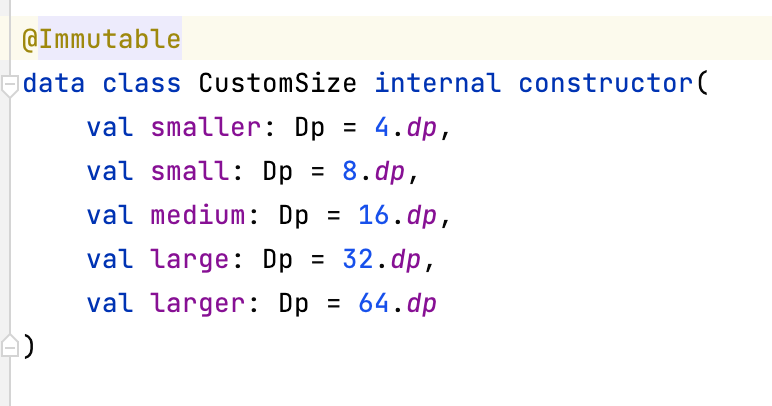 @Immutable
data class CustomSize internal constructor(
    val smaller: Dp = 4.dp,
    val small: Dp = 8.dp,
    val medium: Dp = 16.dp,
    val large: Dp = 32.dp,
    val larger: Dp = 64.dp
)